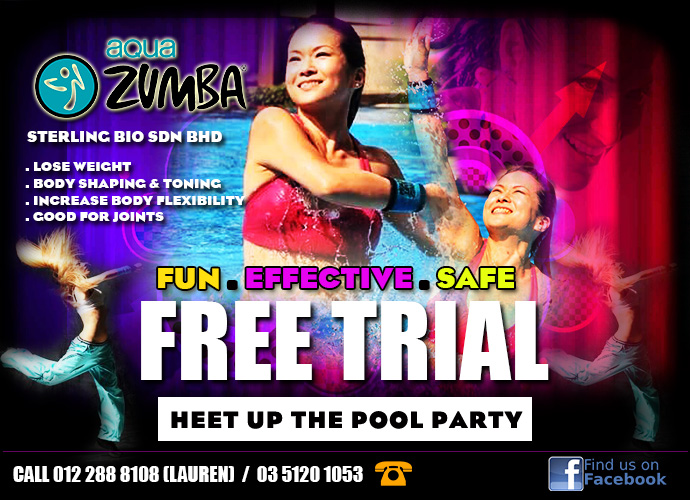 aqua
ZUMBA®
STERLING BIO SDN BHD
. LOSE WEIGHT
. BODY SHAPING & TONING
. INCREASE BODY FLEXIBILITY
. GOOD FOR JOINTS
FUN . EFFECTIVE . SAFE
FREE TRIAL
HEET UP THE POOL PARTY
CALL 012 288 8108 (LAUREN) / 03 5120 1053
f Find us on
Facebook